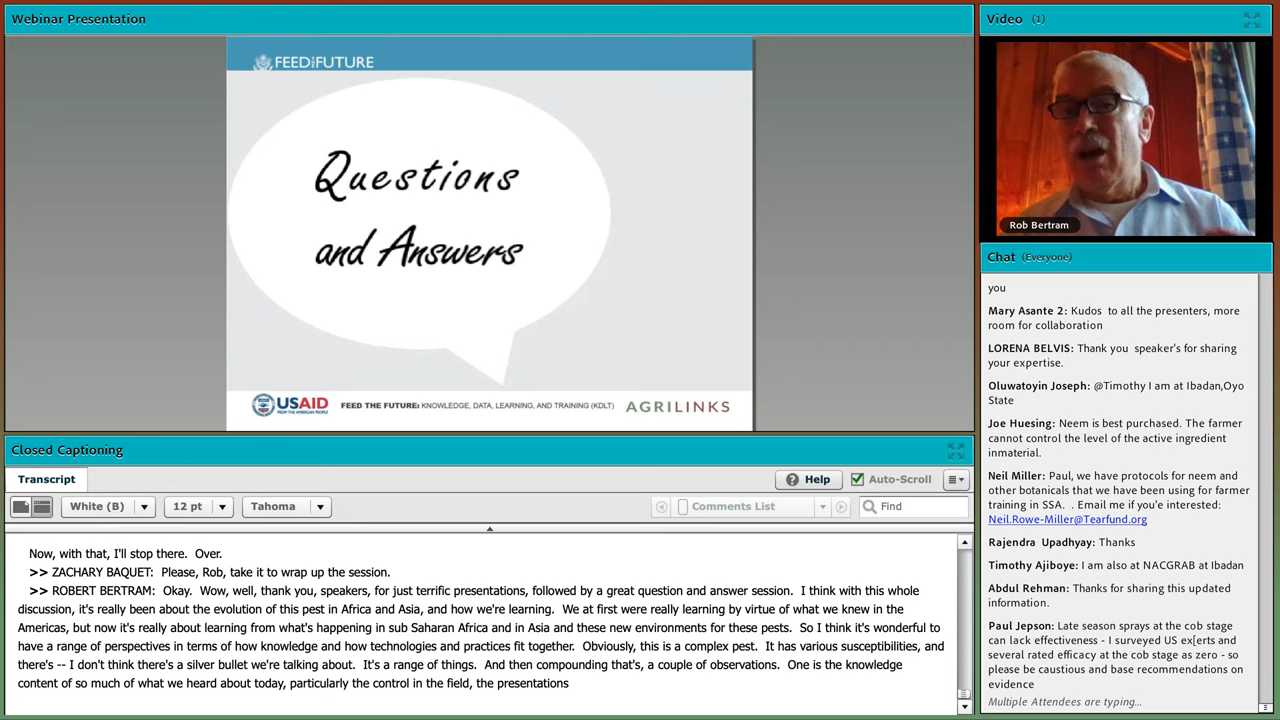 Webinar Presentation
FEED THE FUTURE
Questions
and Answers
USAID
FROM THE AMERICAN PEOPLE
FEED THE FUTURE: KNOWLEDGE, DATA, LEARNING, AND TRAINING (KDLT)
AGRILINKS
Video (1)
Rob Bertram
Chat (Everyone)
you
Mary Asante 2: Kudos to all the presenters, more
room for collaboration
LORENA BELVIS: Thank you speaker's for sharing
your expertise.
Oluwatoyin Joseph: @Timothy I am at Ibadan,Oyo
State
Joe Huesing: Neem is best purchased. The farmer
cannot control the level of the active ingredient
inmaterial.
Neil Miller: Paul, we have protocols for neem and
other botanicals that we have been using for farmer
training in SSA. . Email me if you'e interested:
Neil.Rowe-Miller@Tearfund.org
Rajendra Upadhyay: Thanks
Timothy Ajiboye: I am also at NACGRAB at Ibadan
Abdul Rehman: Thanks for sharing this updated
information.
Paul Jepson: Late season sprays at the cob stage
can lack effectiveness - I surveyed US ex[erts and
several rated efficacy at the cob stage as zero - so
please be caustious and base recommendations on
evidence
Multiple Attendees are typing...
Closed Captioning
Transcript
Help
Auto-Scroll
White (B)
12 pt
Tahoma
Comments List
Find
Now, with that, I'll stop there. Over.
>> ZACHARY BAQUET: Please, Rob, take it to wrap up the session.
>> ROBERT BERTRAM: Okay. Wow, well, thank you, speakers, for just terrific presentations, followed by a great question and answer session. I think with this whole
discussion, it's really been about the evolution of this pest in Africa and Asia, and how we're learning. We at first were really learning by virtue of what we knew in the
Americas, but now it's really about learning from what's happening in sub Saharan Africa and in Asia and these new environments for these pests. So I think it's wonderful to
have a range of perspectives in terms of how knowledge and how technologies and practices fit together. Obviously, this is a complex pest. It has various susceptibilities, and
there's -- I don't think there's a silver bullet we're talking about. It's a range of things. And then compounding that's, a couple of observations. One is the knowledge
content of so much of what we heard about today, particularly the control in the field, the presentations